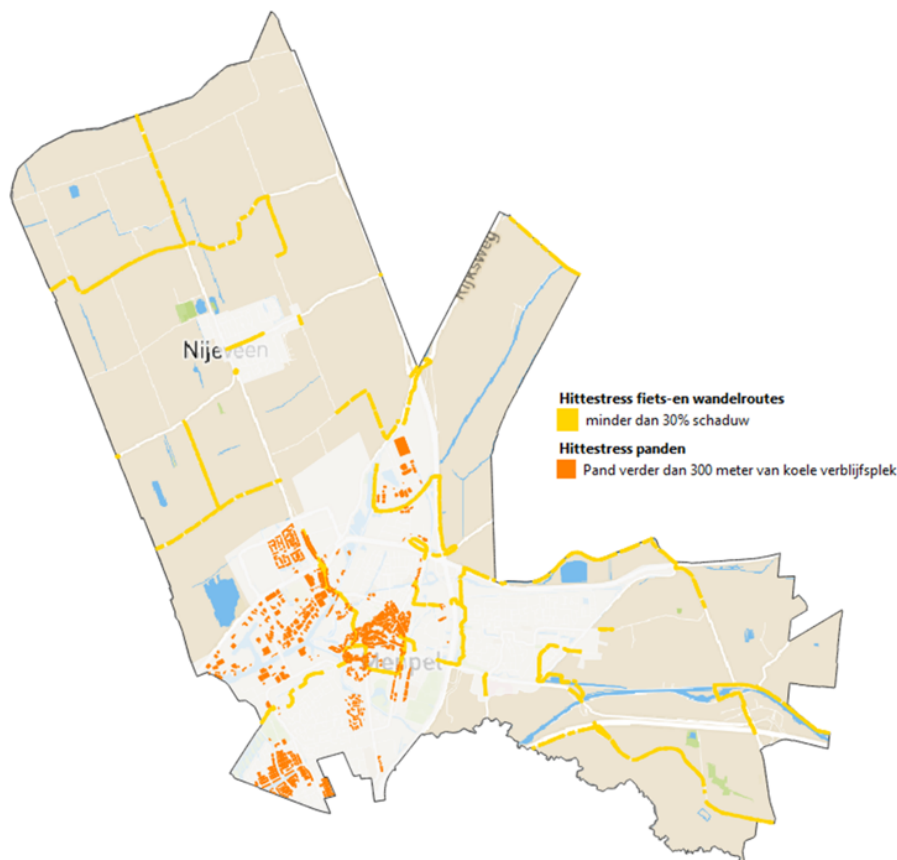 Rijksweg
Nijeveen
Hittestress fiets-en wandelroutes
minder dan 30% schaduw
Hittestress panden
Pand verder dan 300 meter van koele verblijfsplek
Meppel